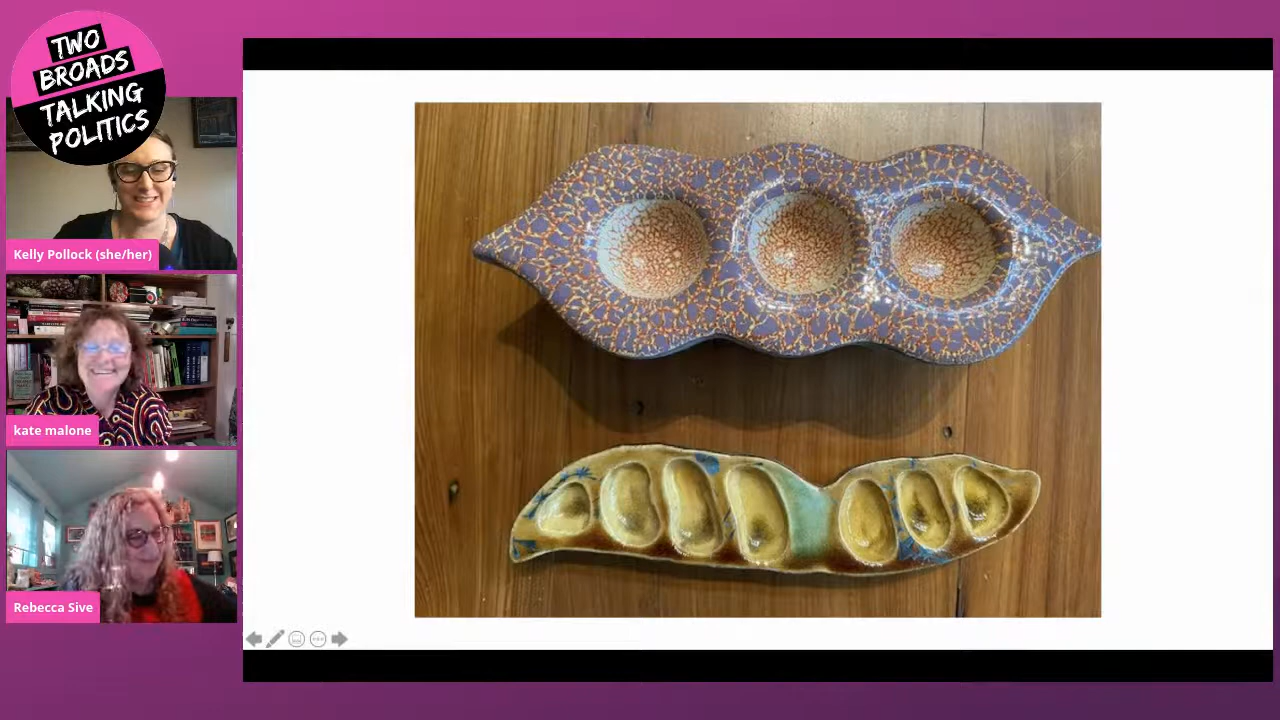 TWO
BROADS
TALKING
POLITICS
Kelly Pollock (she/her)
kate malone
Rebecca Sive